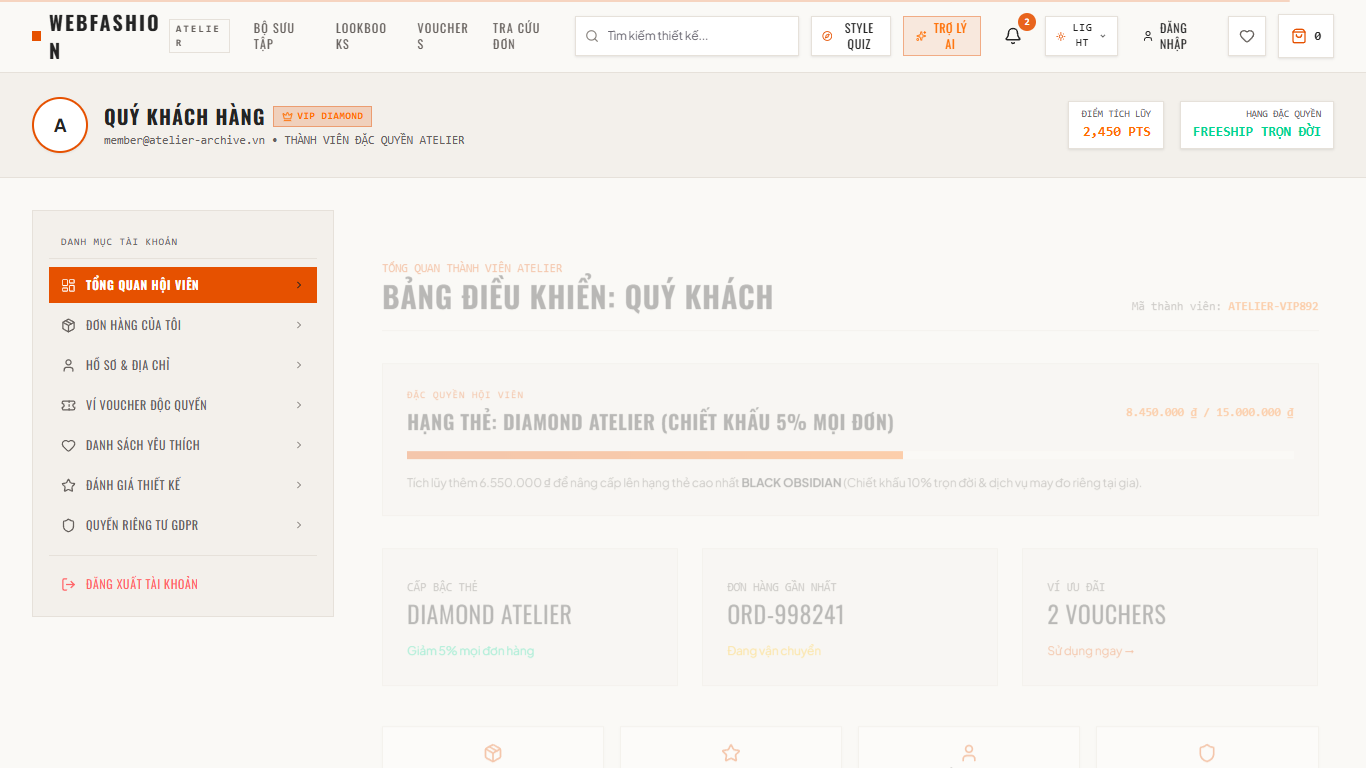 WEBFASHIO
N
ATELIE
R
BỘ SƯU
TẬP
LOOKBOO
KS
VOUCHER
S
TRA CỨU
ĐƠN
Tìm kiếm thiết kế...
STYLE
QUIZ
TRỢ LÝ
AI
2
LIG
HT
ĐĂNG
NHẬP
0
A
QUÝ KHÁCH HÀNG
VIP DIAMOND
member@atelier-archive.vn • THÀNH VIÊN ĐẶC QUYỀN ATELIER
ĐIỂM TÍCH LŨY
2,450 PTS
HẠNG ĐẶC QUYỀN
FREESHIP TRỌN ĐỜI
DANH MỤC TÀI KHOẢN
TỔNG QUAN HỘI VIÊN
ĐƠN HÀNG CỦA TÔI
HỒ SƠ & ĐỊA CHỈ
VÍ VOUCHER ĐỘC QUYỀN
DANH SÁCH YÊU THÍCH
ĐÁNH GIÁ THIẾT KẾ
QUYỀN RIÊNG TƯ GDPR
ĐĂNG XUẤT TÀI KHOẢN
TỔNG QUAN THÀNH VIÊN ATELIER
BẢNG ĐIỀU KHIỂN: QUÝ KHÁCH
Mã thành viên: ATELIER-VIP892
ĐẶC QUYỀN HỘI VIÊN
HẠNG THẺ: DIAMOND ATELIER (CHIẾT KHẤU 5% MỌI ĐƠN)
8.450.000 ₫ / 15.000.000 ₫
Tích lũy thêm 6.550.000 ₫ để nâng cấp lên hạng thẻ cao nhất BLACK OBSIDIAN (Chiết khấu 10% trọn đời & dịch vụ may đo riêng tại gia).
CẤP BẬC THẺ
DIAMOND ATELIER
Giảm 5% mọi đơn hàng
ĐƠN HÀNG GẦN NHẤT
ORD-998241
Đang vận chuyển
VÍ ƯU ĐÃI
2 VOUCHERS
Sử dụng ngay →